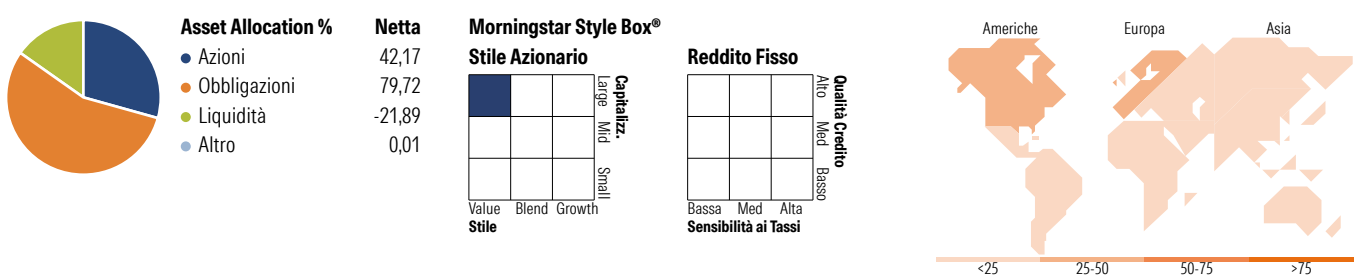 Asset Allocation % Netta
Azioni 42,17
Obbligazioni 79,72
Liquidità -21,89
Altro 0,01
Morningstar Style Box®
Stile Azionario
Large Mid Small
Capitalizz.
Value Blend Growth
Stile
Reddito Fisso
Alto Med Basso
Qualità Credito
Bassa Med Alta
Sensibilità ai Tassi
Americhe Europa Asia
<25 25-50 50-75 >75